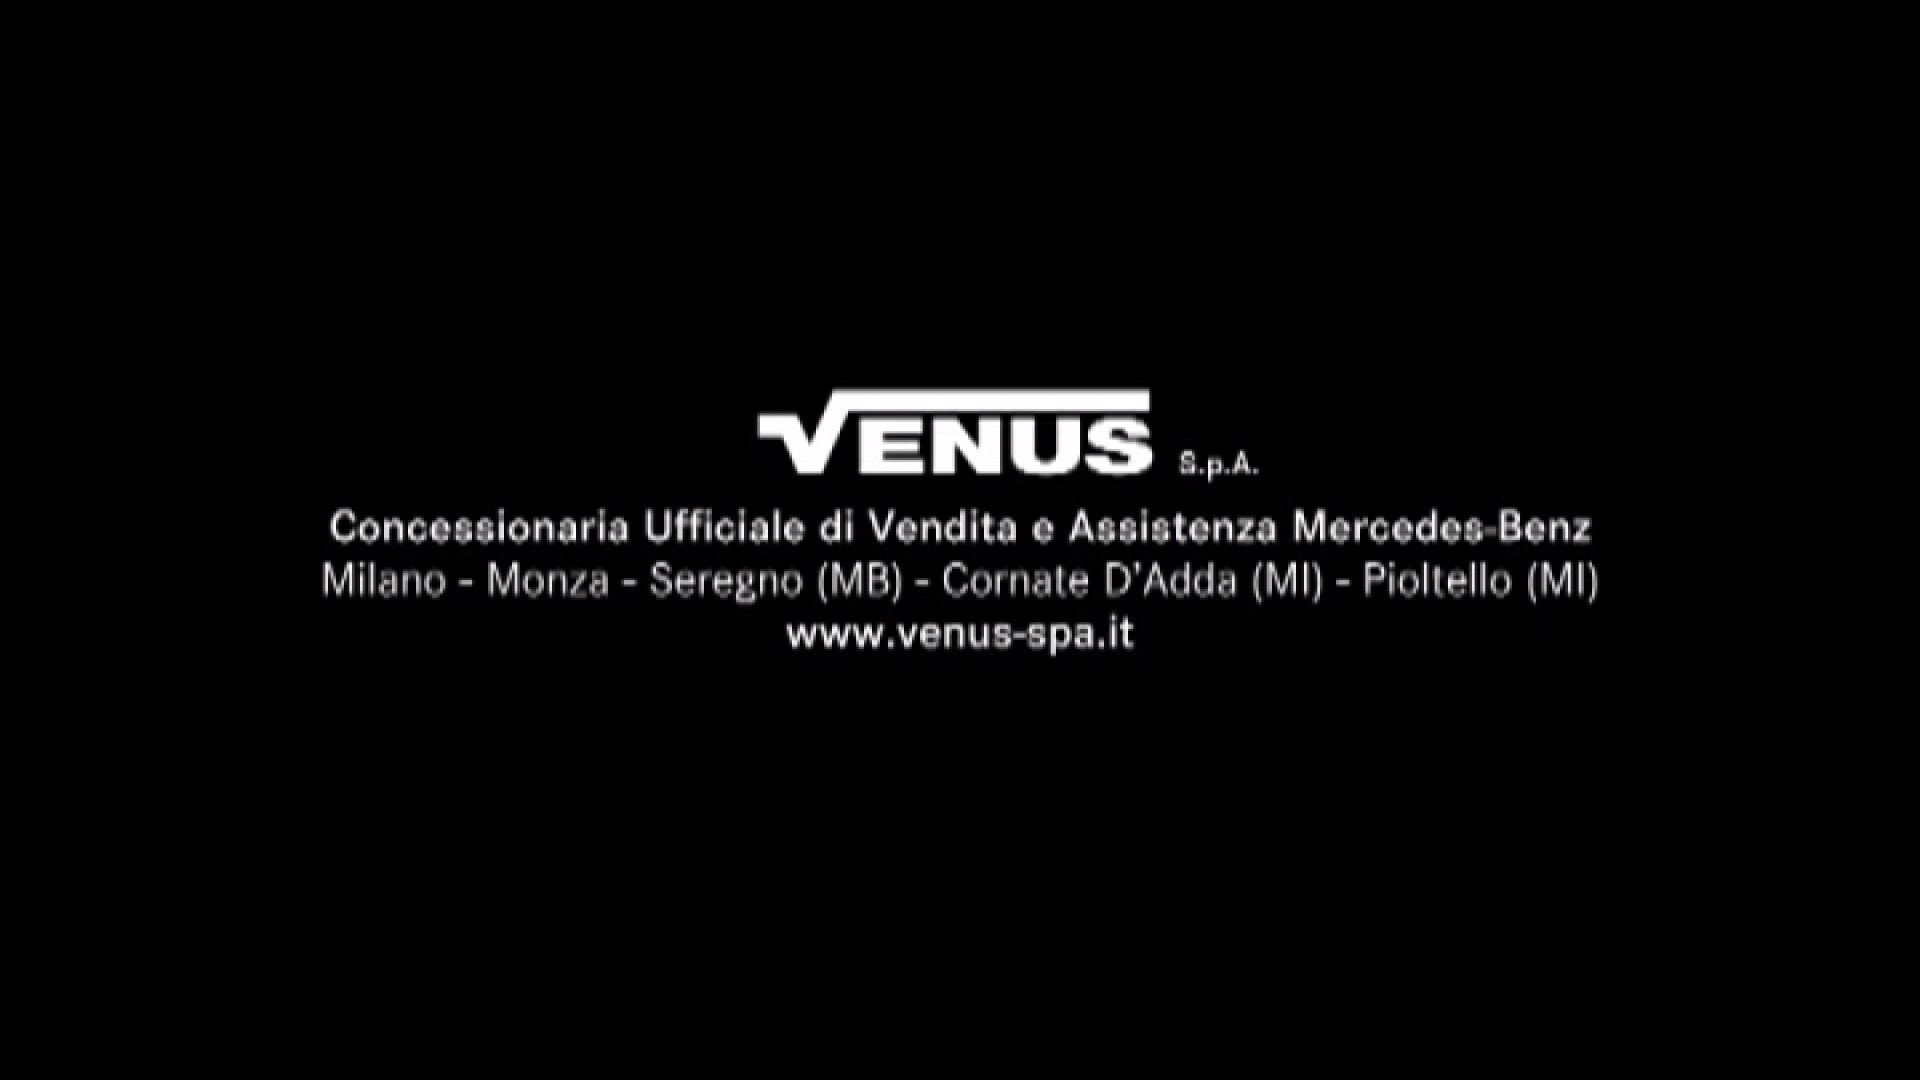 VENUS S.p.A.
Concessionaria Ufficiale di Vendita e Assistenza Mercedes-Benz
Milano - Monza - Seregno (MB) - Cornate D'Adda (MI) - Pioltello (MI)
www.venus-spa.it